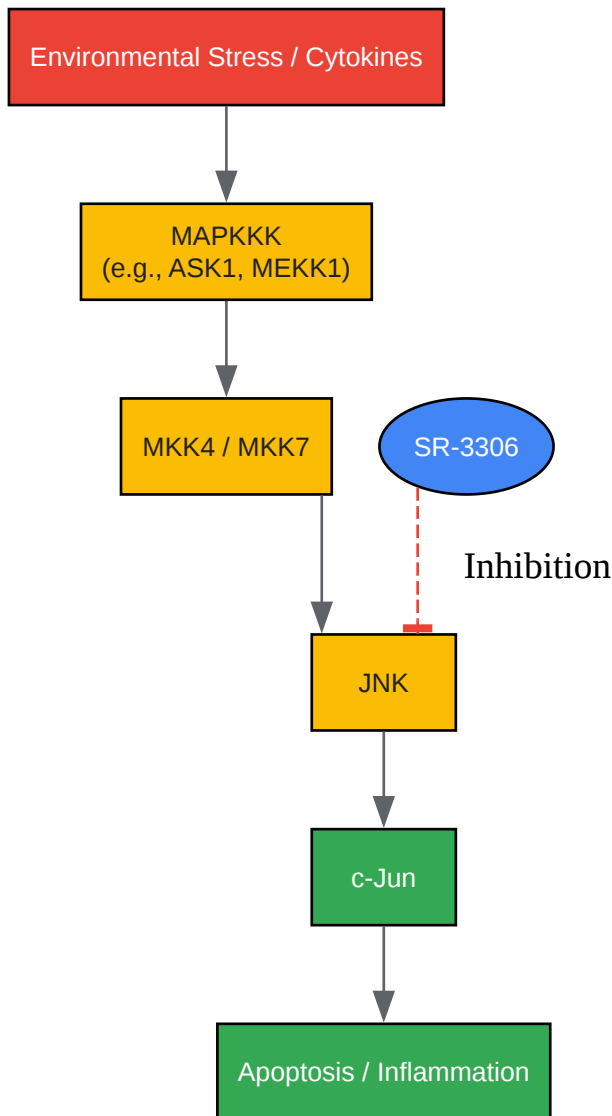 Environmental Stress / Cytokines
MAPKKK
(e.g., ASK1, MEKK1)
MKK4 / MKK7
SR-3306
Inhibition
JNK
c-Jun
Apoptosis / Inflammation